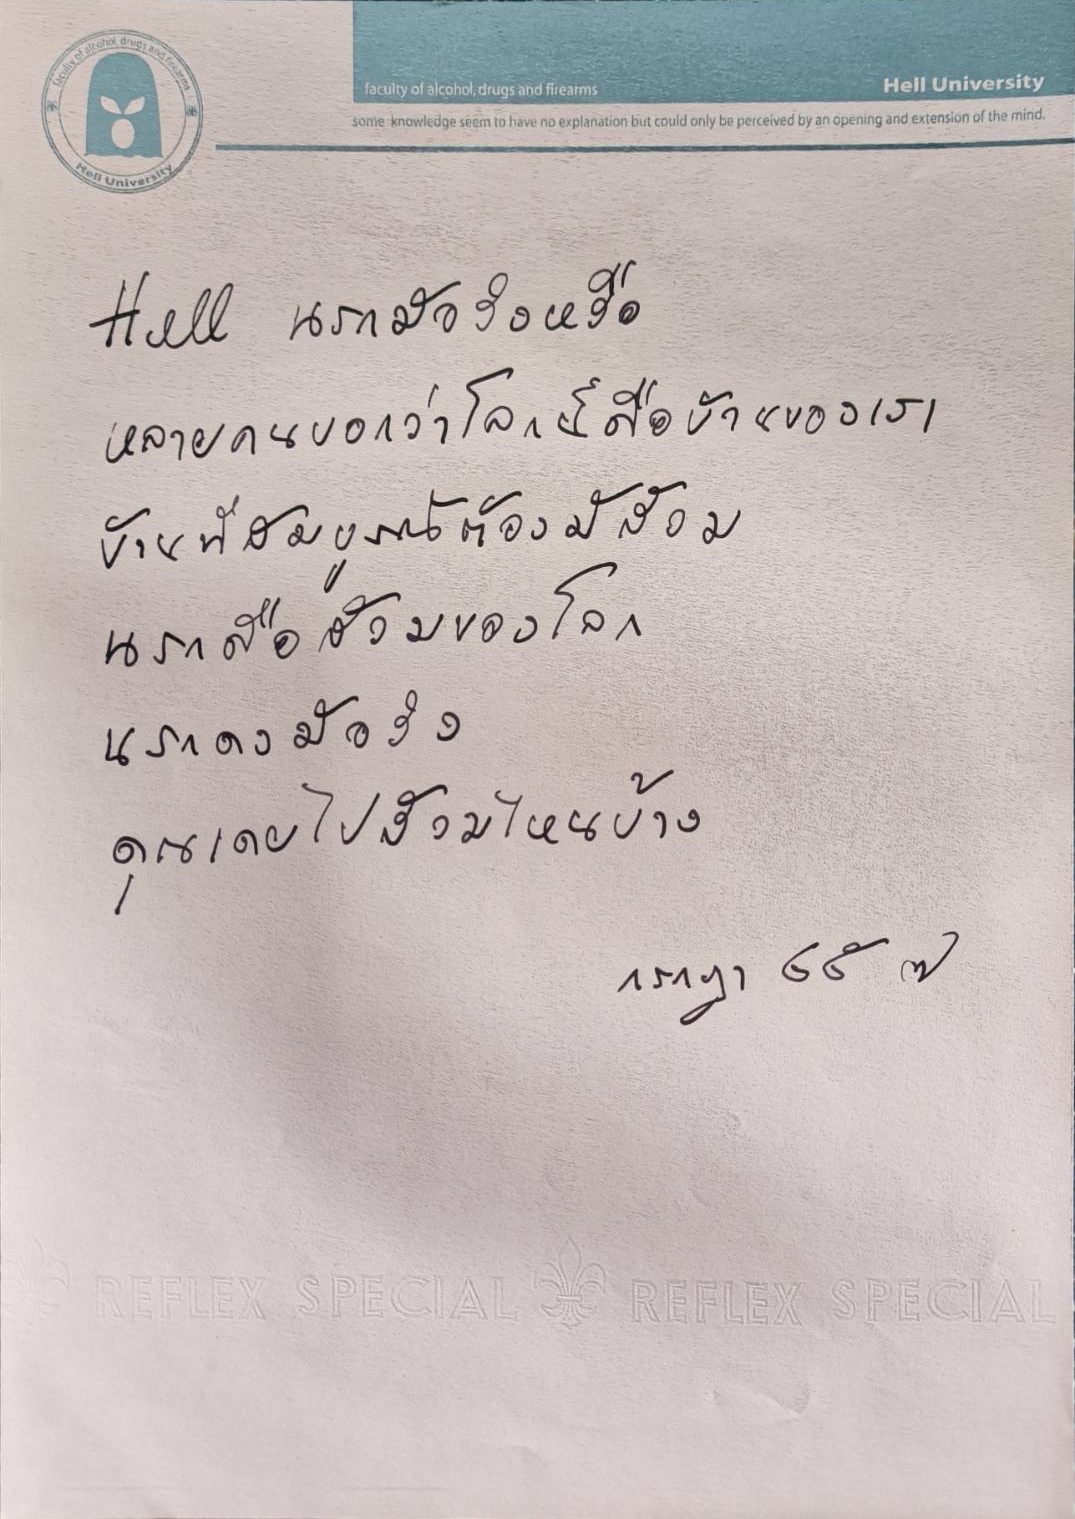 faculty of alcohol, drugs and firearms
Hell University
faculty of alcohol, drugs and firearms
Hell University
some knowledge seem to have no explanation but could only be perceived by an opening and extension of the mind.
Hell นรกมีจริงหรือ
หลายคนบอกว่าโลกนี้คือบ้านของเรา
บ้านที่สมบูรณ์ต้องมีส้วม
นรกคือส้วมของโลก
นรกคงมีจริง
คุณเคยไปส้วมไหนบ้าง
กรกฎา ๖๕
REFLEX SPECIAL REFLEX SPECIAL